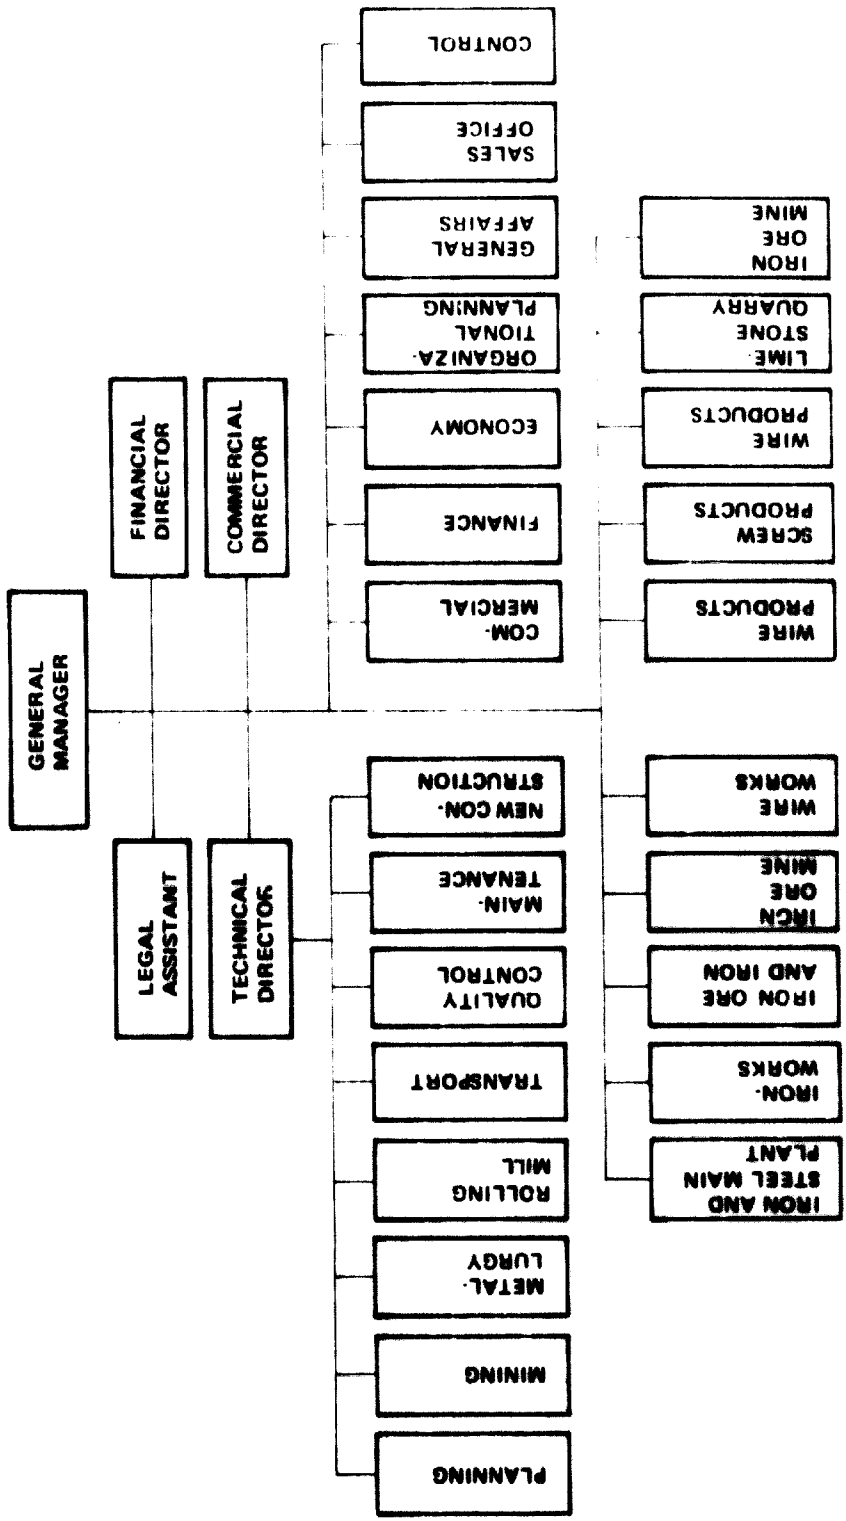 GENERAL
MANAGER
LEGAL
ASSISTANT
FINANCIAL
DIRECTOR
TECHNICAL
DIRECTOR
COMMERCIAL
DIRECTOR
PLANNING
MINING
METAL-
LURGY
ROLLING
MILL
TRANSPORT
QUALITY
CONTROL
MAIN-
TENANCE
NEW CON-
STRUCTION
COM-
MERCIAL
FINANCE
ECONOMY
ORGANIZA-
TIONAL
PLANNING
GENERAL
AFFAIRS
SALES
OFFICE
CONTROL
IRON AND
STEEL MAIN
PLANT
IRON-
WORKS
IRON ORE
AND IRON
IRON
ORE
MINE
WIRE
WORKS
WIRE
PRODUCTS
SCREW
PRODUCTS
WIRE
PRODUCTS
LIME-
STONE
QUARRY
IRON
ORE
MINE